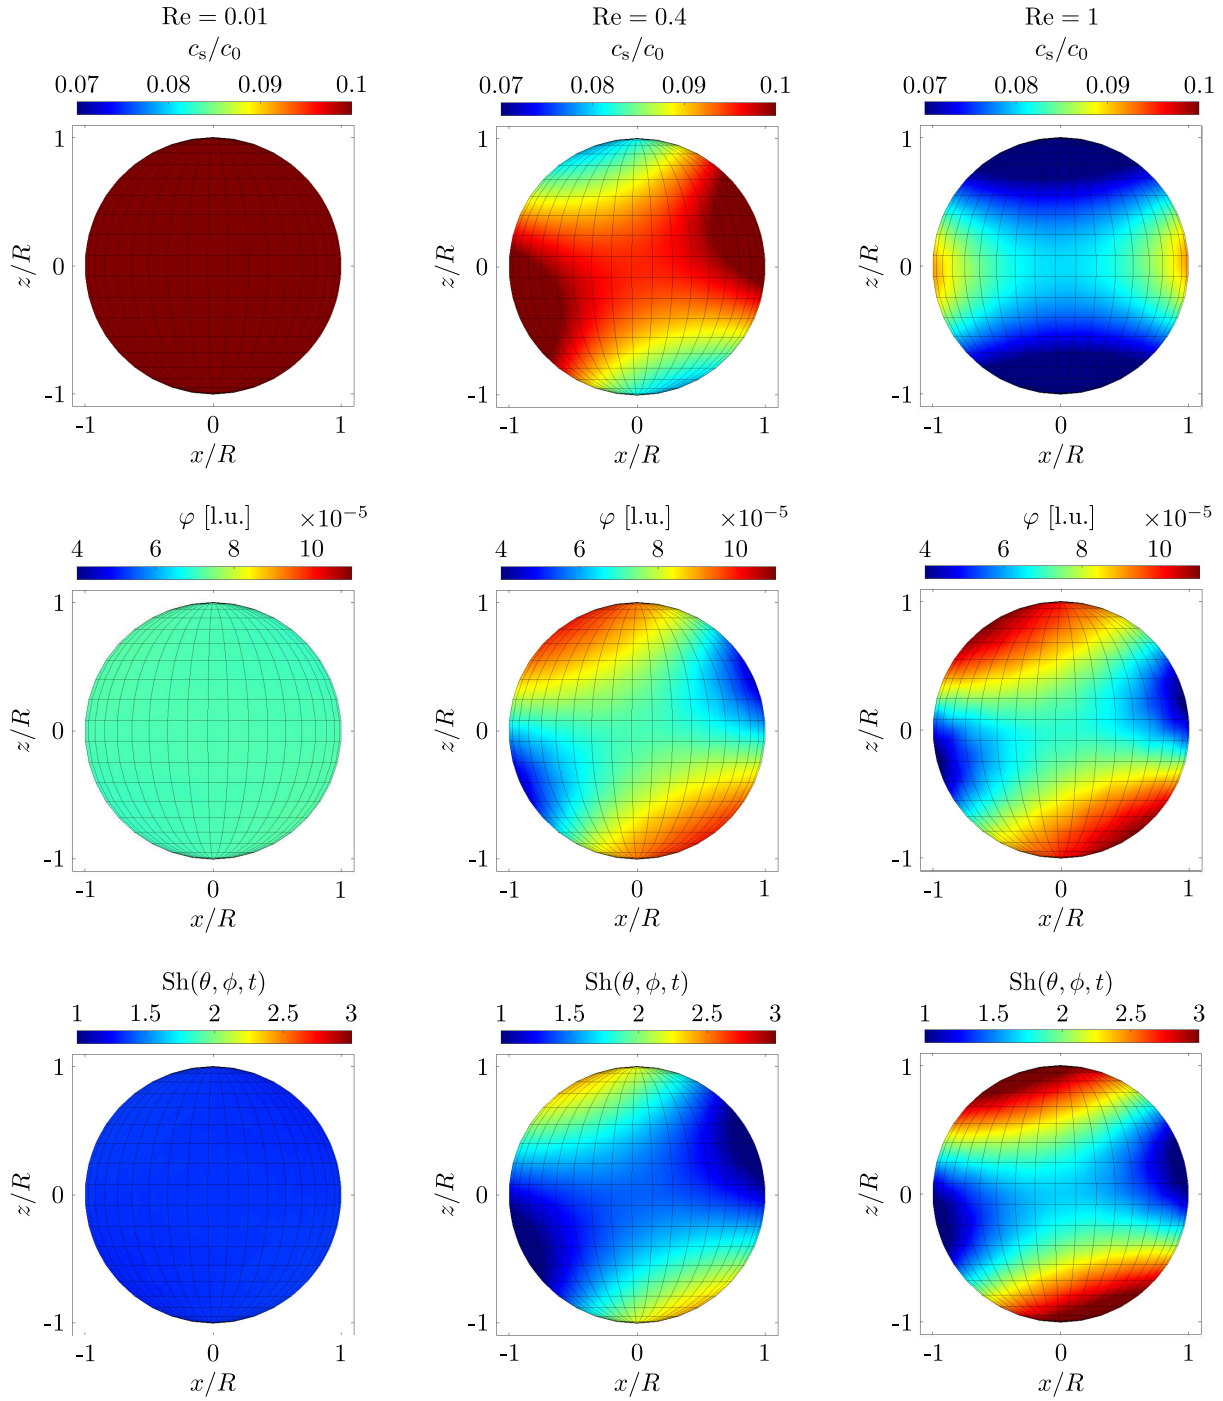 Re = 0.01 Re = 0.4 Re = 1
c_s/c_0 c_s/c_0 c_s/c_0
0.07 0.08 0.09 0.1 0.07 0.08 0.09 0.1 0.07 0.08 0.09 0.1
1 1 1
z/R 0 z/R 0 z/R 0
-1 -1 -1
-1 0 1 -1 0 1 -1 0 1
x/R x/R x/R
φ [l.u.] ×10⁻⁵ φ [l.u.] ×10⁻⁵ φ [l.u.] ×10⁻⁵
4 6 8 10 4 6 8 10 4 6 8 10
1 1 1
z/R 0 z/R 0 z/R 0
-1 -1 -1
-1 0 1 -1 0 1 -1 0 1
x/R x/R x/R
Sh(θ, ϕ, t) Sh(θ, ϕ, t) Sh(θ, ϕ, t)
1 1.5 2 2.5 3 1 1.5 2 2.5 3 1 1.5 2 2.5 3
1 1 1
z/R 0 z/R 0 z/R 0
-1 -1 -1
-1 0 1 -1 0 1 -1 0 1
x/R x/R x/R